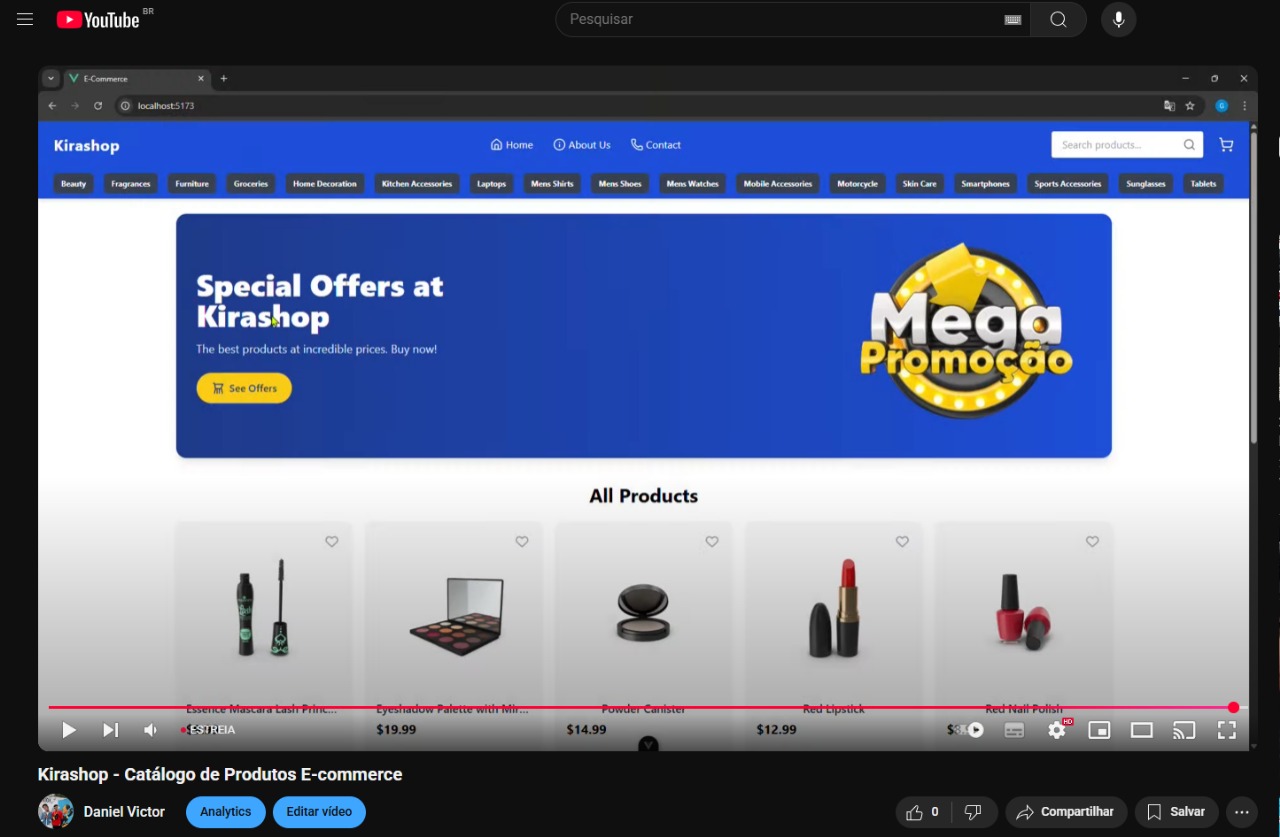 YouTube BR
Pesquisar
E-Commerce
localhost:5173
G
Kirashop
Home About Us Contact
Search products...
Beauty Fragrances Furniture Groceries Home Decoration Kitchen Accessories Laptops Mens Shirts Mens Shoes Mens Watches Mobile Accessories Motorcycle Skin Care Smartphones Sports Accessories Sunglasses Tablets
Special Offers at
Kirashop
The best products at incredible prices. Buy now!
See Offers
Mega
Promoção
All Products
Essence Mascara Lash Princ... Eyeshadow Palette with Mir... Powder Canister Red Lipstick Red Nail Polish
$19.99 $14.99 $12.99
ESTREIA
HD
Kirashop - Catálogo de Produtos E-commerce
Daniel Victor
Analytics
Editar vídeo
0
Compartilhar
Salvar